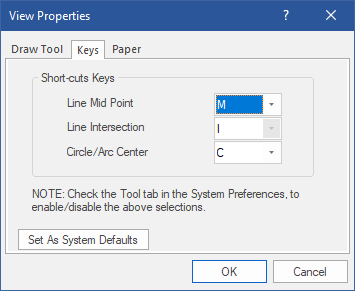 View Properties
?
Draw Tool Keys Paper
Short-cuts Keys
Line Mid Point M
Line Intersection I
Circle/Arc Center C
NOTE: Check the Tool tab in the System Preferences, to
enable/disable the above selections.
Set As System Defaults
OK Cancel